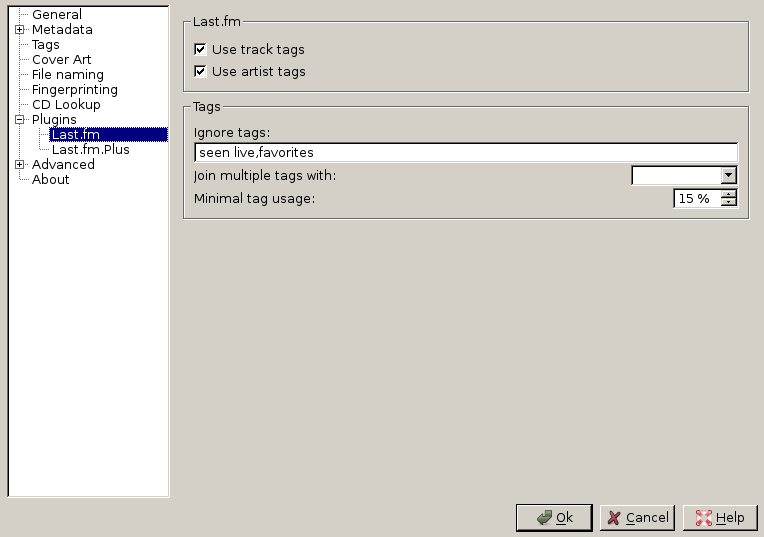 General
Metadata
Tags
Cover Art
File naming
Fingerprinting
CD Lookup
Plugins
Last.fm
Last.fm.Plus
Advanced
About
Last.fm
Use track tags
Use artist tags
Tags
Ignore tags:
seen live,favorites
Join multiple tags with:
Minimal tag usage:
15 %
Ok
Cancel
Help